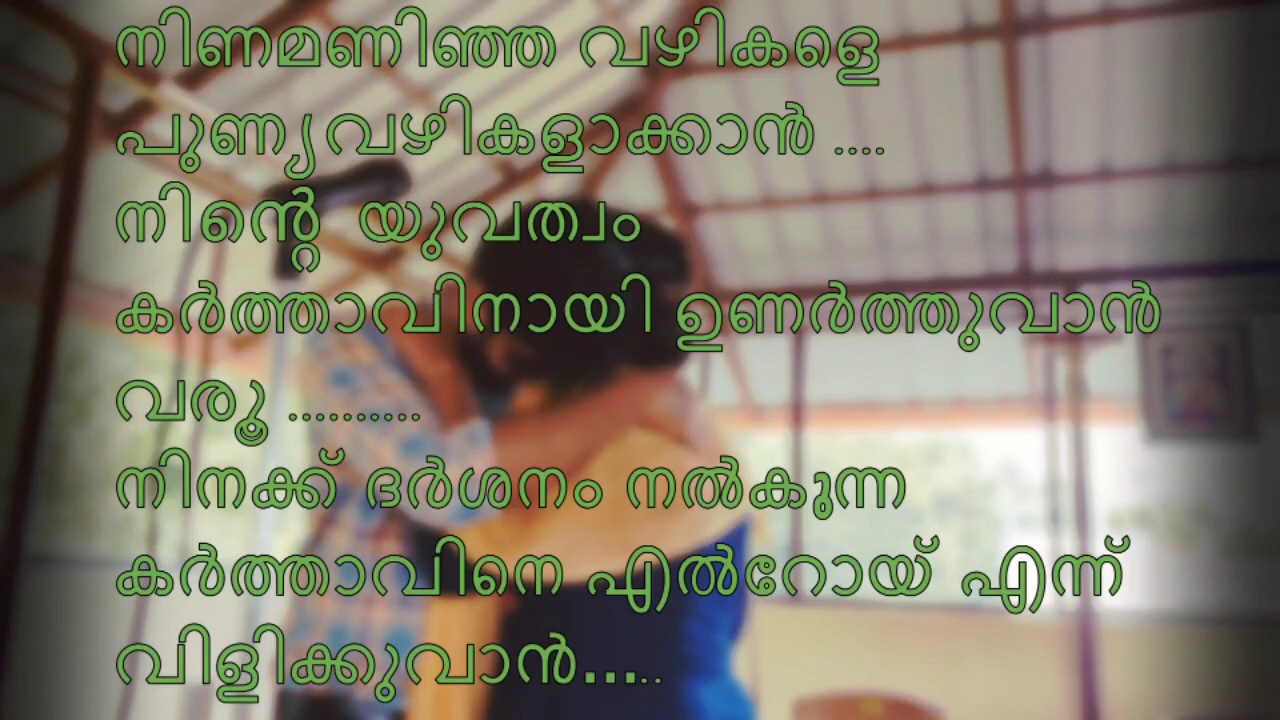 നിണമണിഞ്ഞ വഴികളെ
പുണ്യവഴികളാക്കാൻ ....
നിന്റെ യുവത്വം
കർത്താവിനായി ഉണർത്തുവാൻ
വരൂ ..........
നിനക്ക് ദർശനം നൽകുന്ന
കർത്താവിനെ എൽറോയ് എന്ന്
വിളിക്കുവാൻ.....